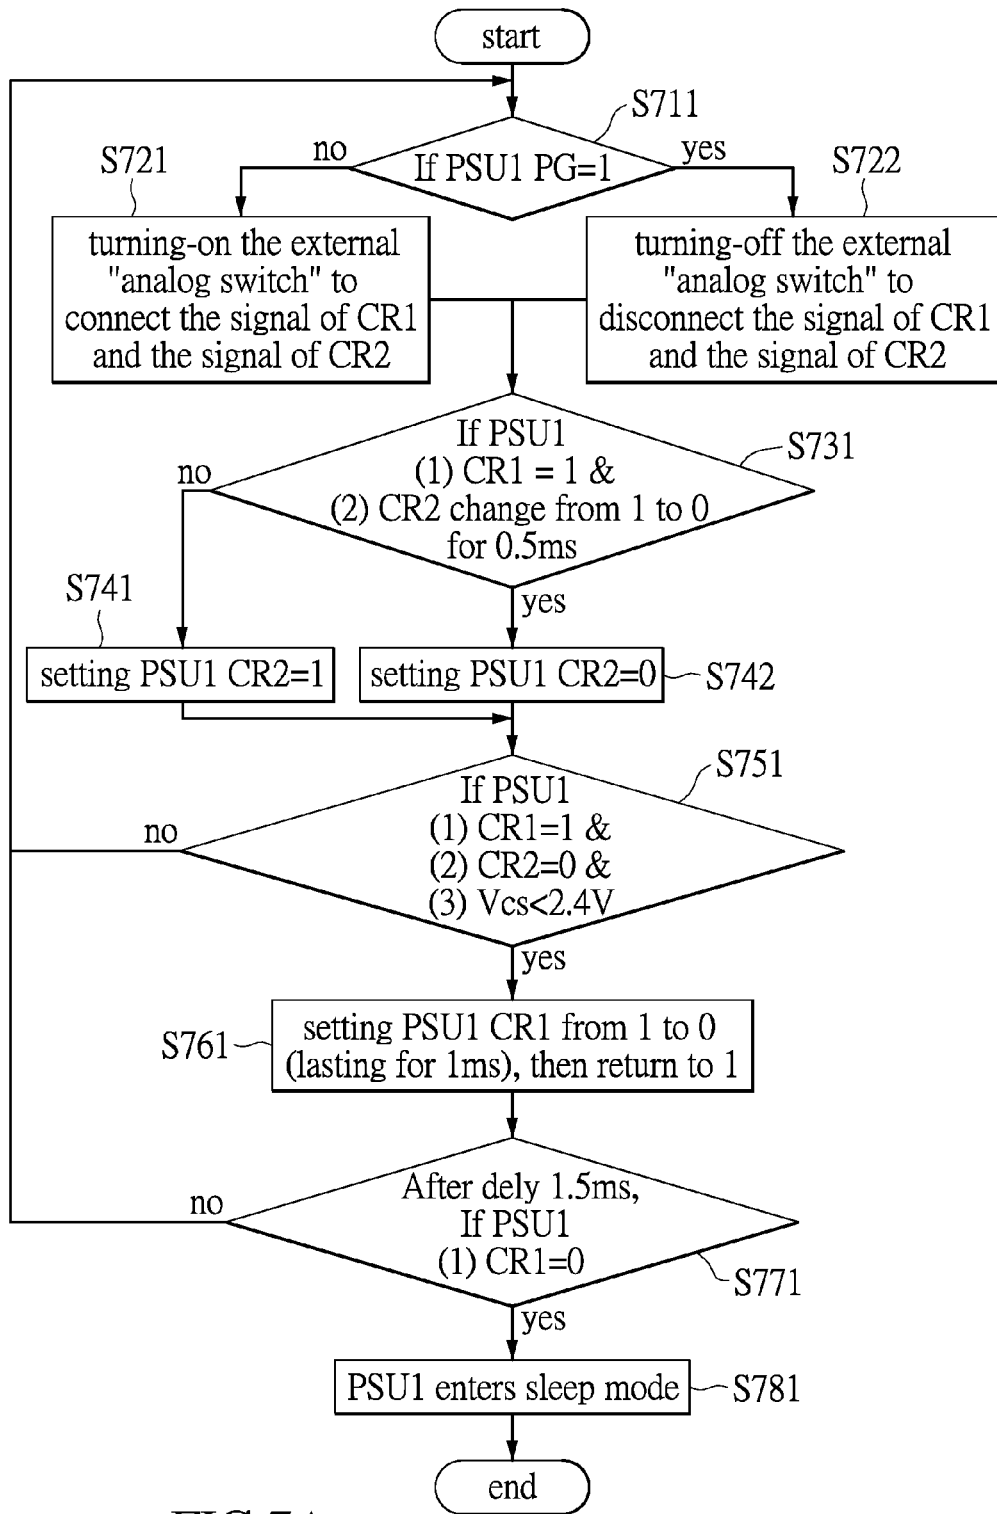 start
S711
If PSU1 PG=1
no
yes
S721
S722
turning-on the external
"analog switch" to
connect the signal of CR1
and the signal of CR2
turning-off the external
"analog switch" to
disconnect the signal of CR1
and the signal of CR2
If PSU1
(1) CR1 = 1 &
(2) CR2 change from 1 to 0
for 0.5ms
S731
no
yes
S741
setting PSU1 CR2=1
setting PSU1 CR2=0
S742
If PSU1
(1) CR1=1 &
(2) CR2=0 &
(3) Vcs<2.4V
S751
no
yes
S761
setting PSU1 CR1 from 1 to 0
(lasting for 1ms), then return to 1
After dely 1.5ms,
If PSU1
(1) CR1=0
no
S771
yes
PSU1 enters sleep mode
S781
end